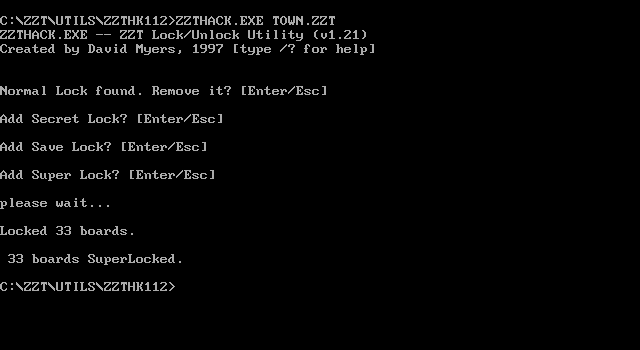 C:\ZZT\UTILS\ZZTHK112>ZZTHACK.EXE TOWN.ZZT
ZZTHACK.EXE -- ZZT Lock/Unlock Utility (v1.21)
Created by David Myers, 1997 [type /? for help]
Normal Lock found. Remove it? [Enter/Esc]
Add Secret Lock? [Enter/Esc]
Add Save Lock? [Enter/Esc]
Add Super Lock? [Enter/Esc]
please wait...
Locked 33 boards.
33 boards SuperLocked.
C:\ZZT\UTILS\ZZTHK112>